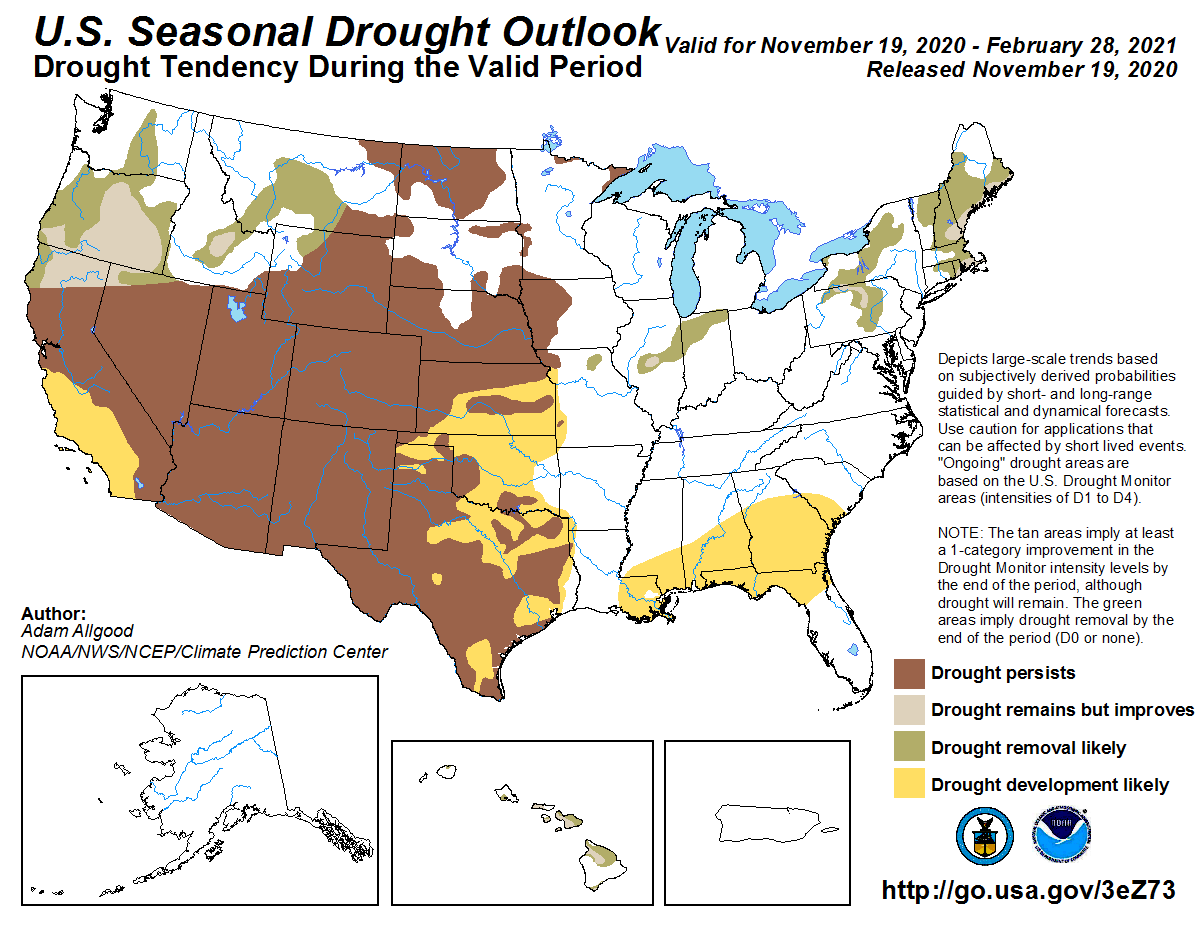 U.S. Seasonal Drought Outlook
Drought Tendency During the Valid Period
Valid for November 19, 2020 - February 28, 2021
Released November 19, 2020
Depicts large-scale trends based
on subjectively derived probabilities
guided by short- and long-range
statistical and dynamical forecasts.
Use caution for applications that
can be affected by short lived events.
"Ongoing" drought areas are
based on the U.S. Drought Monitor
areas (intensities of D1 to D4).
NOTE: The tan areas imply at least
a 1-category improvement in the
Drought Monitor intensity levels by
the end of the period, although
drought will remain. The green
areas imply drought removal by the
end of the period (D0 or none).
Author:
Adam Allgood
NOAA/NWS/NCEP/Climate Prediction Center
Drought persists
Drought remains but improves
Drought removal likely
Drought development likely
NOAA
http://go.usa.gov/3eZ73